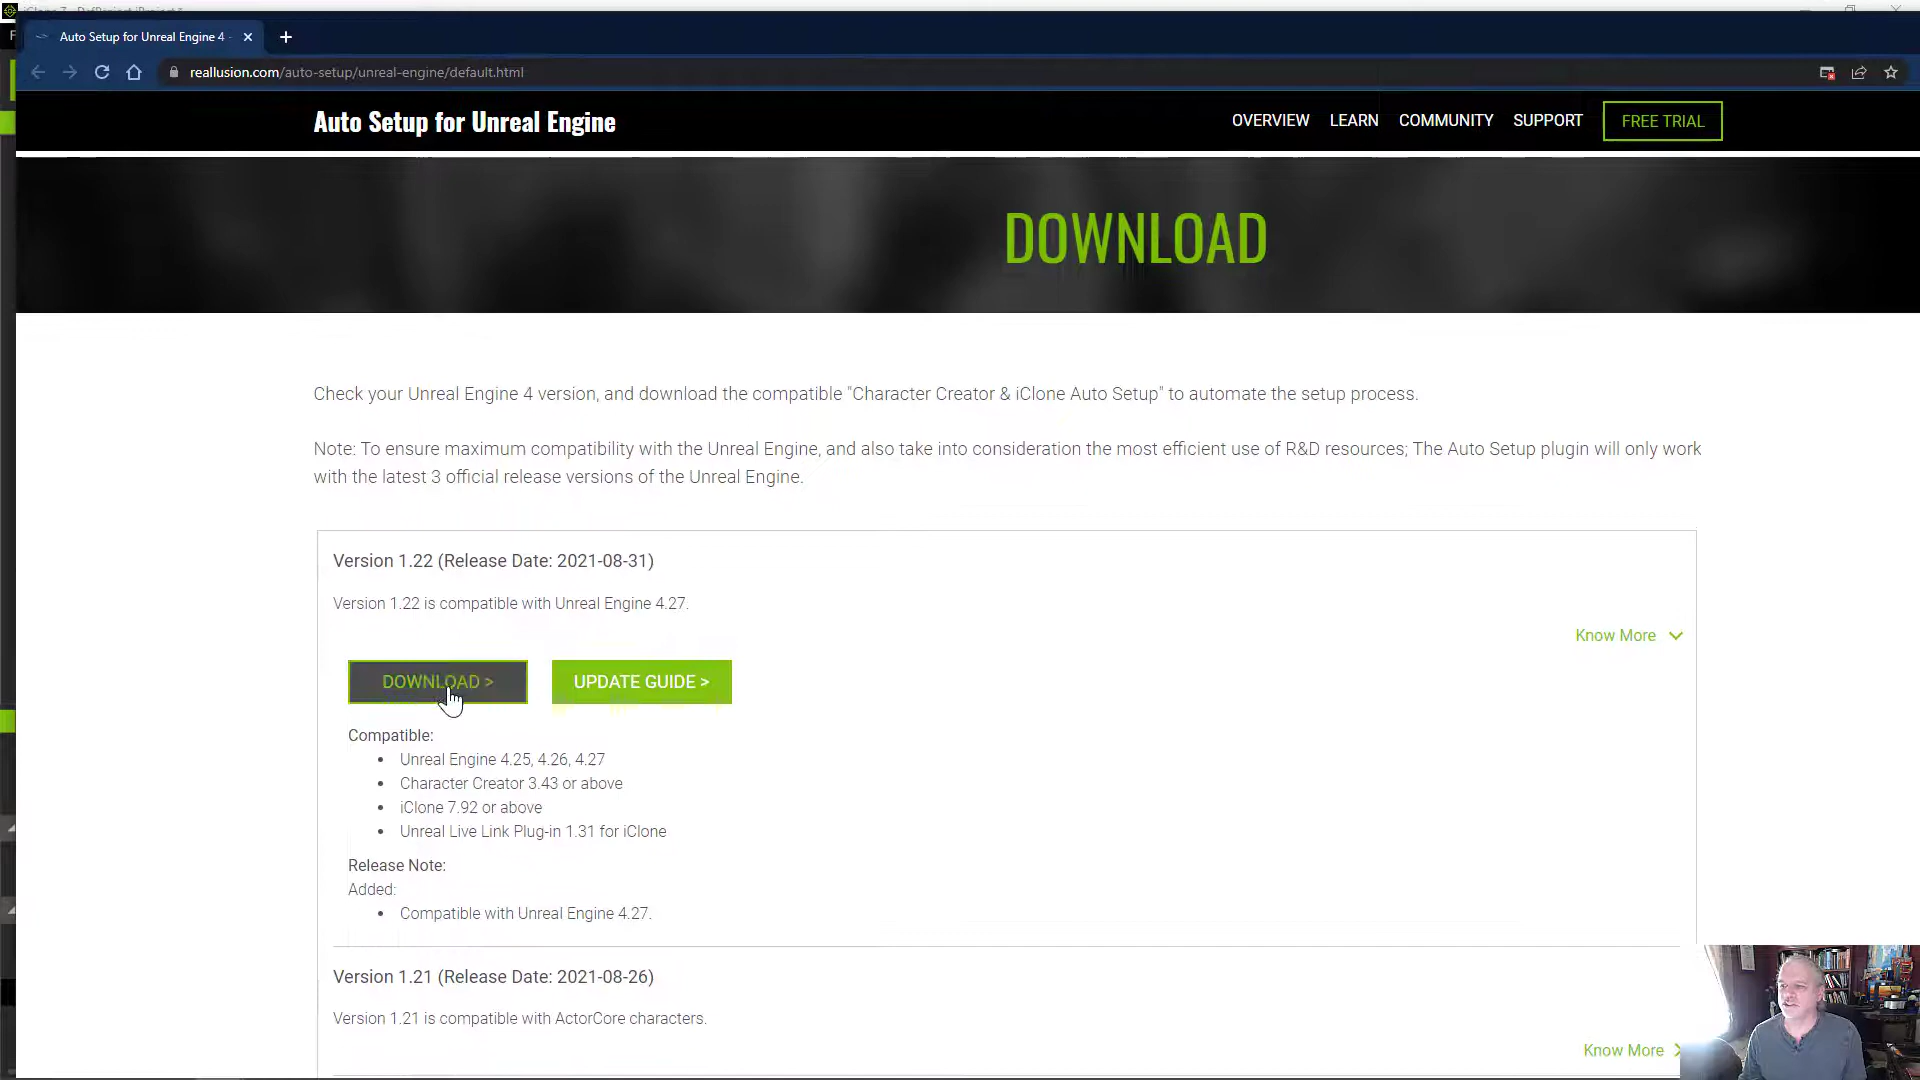 Auto Setup for Unreal Engine 4 -
reallusion.com/auto-setup/unreal-engine/default.html
Auto Setup for Unreal Engine
OVERVIEW LEARN COMMUNITY SUPPORT FREE TRIAL
DOWNLOAD
Check your Unreal Engine 4 version, and download the compatible "Character Creator & iClone Auto Setup" to automate the setup process.
Note: To ensure maximum compatibility with the Unreal Engine, and also take into consideration the most efficient use of R&D resources; The Auto Setup plugin will only work
with the latest 3 official release versions of the Unreal Engine.
Version 1.22 (Release Date: 2021-08-31)
Version 1.22 is compatible with Unreal Engine 4.27.
Know More
DOWNLOAD > UPDATE GUIDE >
Compatible:
• Unreal Engine 4.25, 4.26, 4.27
• Character Creator 3.43 or above
• iClone 7.92 or above
• Unreal Live Link Plug-in 1.31 for iClone
Release Note:
Added:
• Compatible with Unreal Engine 4.27.
Version 1.21 (Release Date: 2021-08-26)
Version 1.21 is compatible with ActorCore characters.
Know More